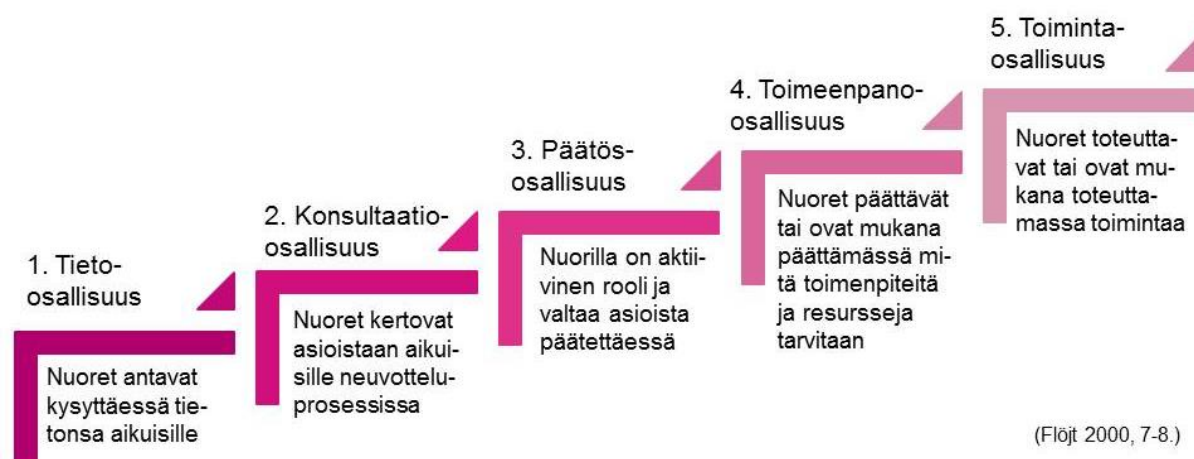 1. Tieto-
osallisuus
Nuoret antavat
kysyttäessä tie-
tonsa aikuisille
2. Konsultaatio-
osallisuus
Nuoret kertovat
asioistaan aikui-
sille neuvottelu-
prosessissa
3. Päätös-
osallisuus
Nuorilla on aktii-
vinen rooli ja
valtaa asioista
päätettäessä
4. Toimeenpano-
osallisuus
Nuoret päättävät
tai ovat mukana
päättämässä mi-
tä toimenpiteitä
ja resursseja
tarvitaan
5. Toiminta-
osallisuus
Nuoret toteutta-
vat tai ovat mu-
kana toteutta-
massa toimintaa
(Flöjt 2000, 7-8.)